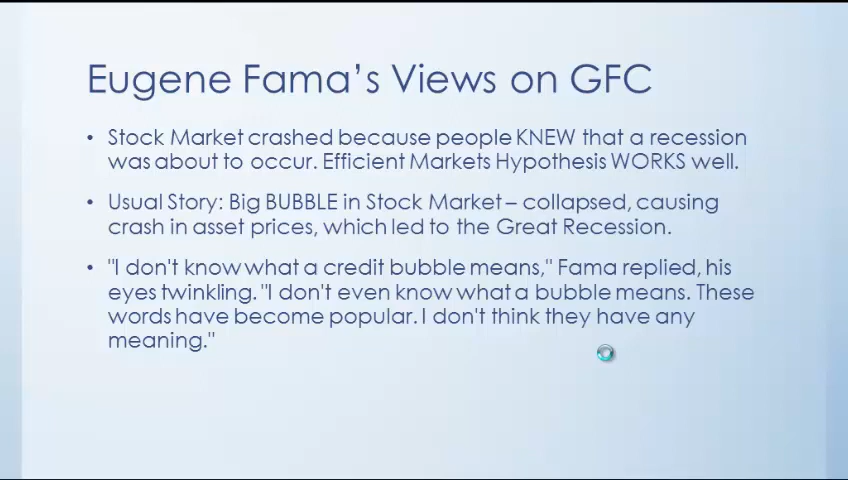 Eugene Fama's Views on GFC
• Stock Market crashed because people KNEW that a recession
was about to occur. Efficient Markets Hypothesis WORKS well.
• Usual Story: Big BUBBLE in Stock Market – collapsed, causing
crash in asset prices, which led to the Great Recession.
• "I don't know what a credit bubble means," Fama replied, his
eyes twinkling. "I don't even know what a bubble means. These
words have become popular. I don't think they have any
meaning."